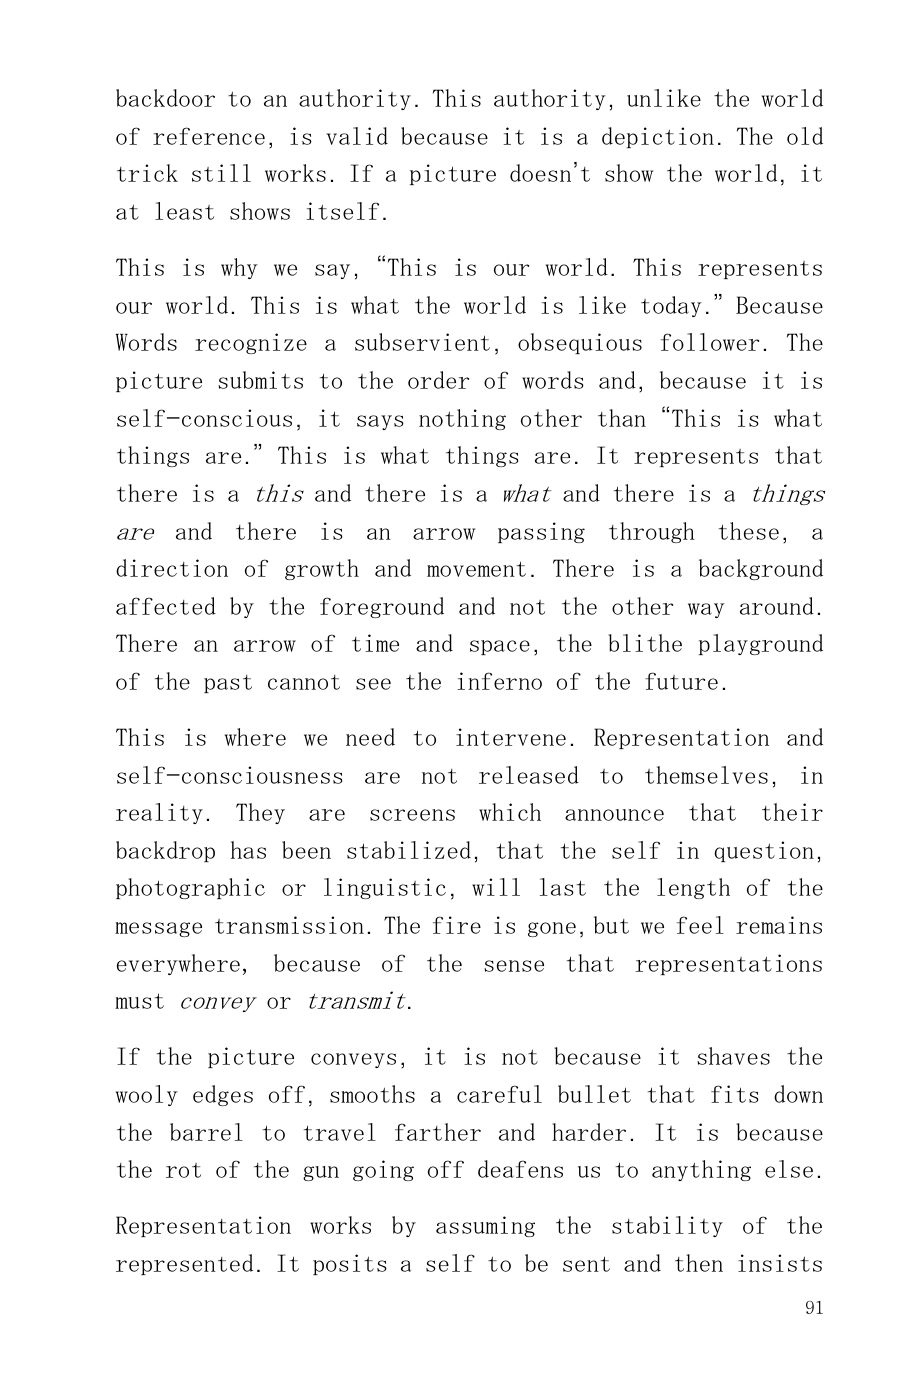 backdoor to an authority. This authority, unlike the world
of reference, is valid because it is a depiction. The old
trick still works. If a picture doesn’t show the world, it
at least shows itself.
This is why we say, “This is our world. This represents
our world. This is what the world is like today.” Because
Words recognize a subservient, obsequious follower. The
picture submits to the order of words and, because it is
self-conscious, it says nothing other than “This is what
things are.” This is what things are. It represents that
there is a this and there is a what and there is a things
are and there is an arrow passing through these, a
direction of growth and movement. There is a background
affected by the foreground and not the other way around.
There an arrow of time and space, the blithe playground
of the past cannot see the inferno of the future.
This is where we need to intervene. Representation and
self-consciousness are not released to themselves, in
reality. They are screens which announce that their
backdrop has been stabilized, that the self in question,
photographic or linguistic, will last the length of the
message transmission. The fire is gone, but we feel remains
everywhere, because of the sense that representations
must convey or transmit.
If the picture conveys, it is not because it shaves the
wooly edges off, smooths a careful bullet that fits down
the barrel to travel farther and harder. It is because
the rot of the gun going off deafens us to anything else.
Representation works by assuming the stability of the
represented. It posits a self to be sent and then insists
91